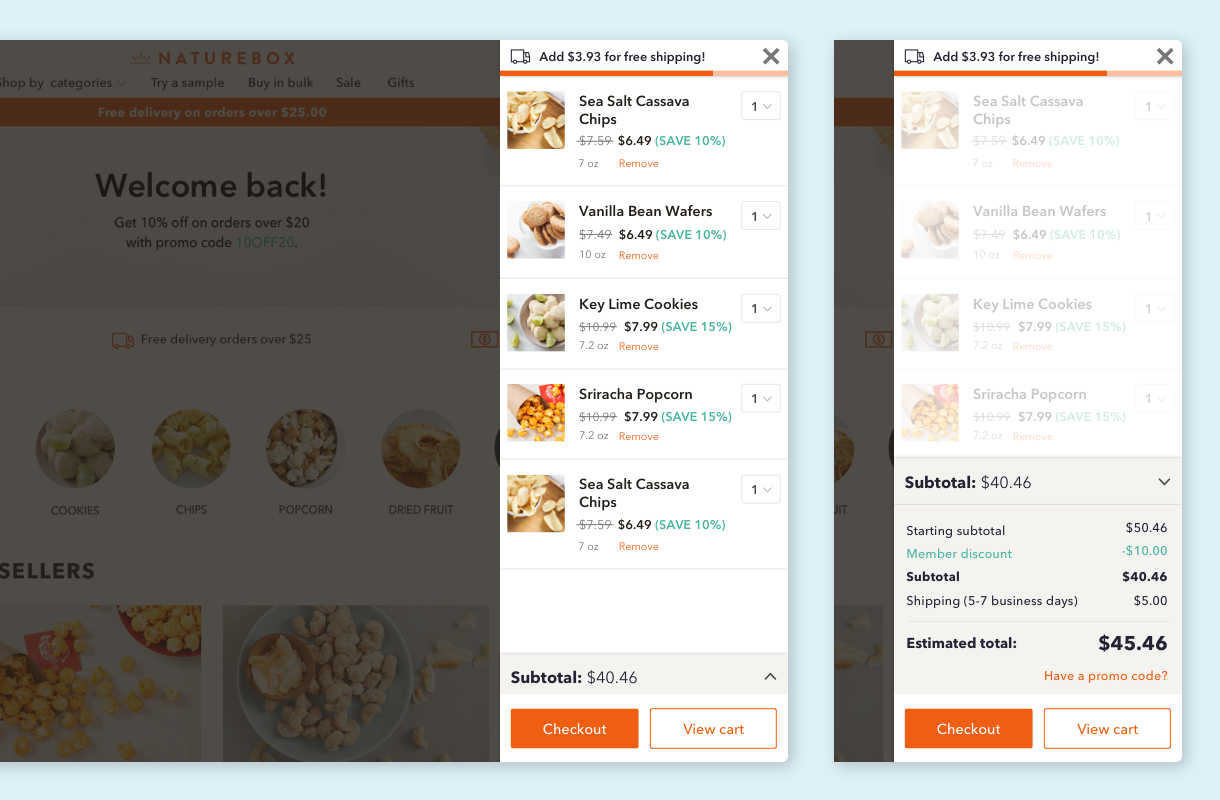 NATUREBOX
Shop by categories Try a sample Buy in bulk Sale Gifts
Free delivery on orders over $25.00
Welcome back!
Get 10% off on orders over $20
with promo code 10OFF20.
Free delivery orders over $25
COOKIES CHIPS POPCORN DRIED FRUIT
SELLERS
Add $3.93 for free shipping!
Sea Salt Cassava
Chips
1
$7.59 $6.49 (SAVE 10%)
7 oz Remove
Vanilla Bean Wafers
1
$7.49 $6.49 (SAVE 10%)
10 oz Remove
Key Lime Cookies
1
$10.99 $7.99 (SAVE 15%)
7.2 oz Remove
Sriracha Popcorn
1
$10.99 $7.99 (SAVE 15%)
7.2 oz Remove
Sea Salt Cassava
Chips
1
$7.59 $6.49 (SAVE 10%)
7 oz Remove
Subtotal: $40.46
Checkout View cart
Add $3.93 for free shipping!
Sea Salt Cassava
Chips
1
$7.59 $6.49 (SAVE 10%)
7 oz Remove
Vanilla Bean Wafers
1
$7.49 $6.49 (SAVE 10%)
10 oz Remove
Key Lime Cookies
1
$10.99 $7.99 (SAVE 15%)
7.2 oz Remove
Sriracha Popcorn
1
$10.99 $7.99 (SAVE 15%)
7.2 oz Remove
UIT
Subtotal: $40.46
Starting subtotal $50.46
Member discount -$10.00
Subtotal $40.46
Shipping (5-7 business days) $5.00
Estimated total: $45.46
Have a promo code?
Checkout View cart